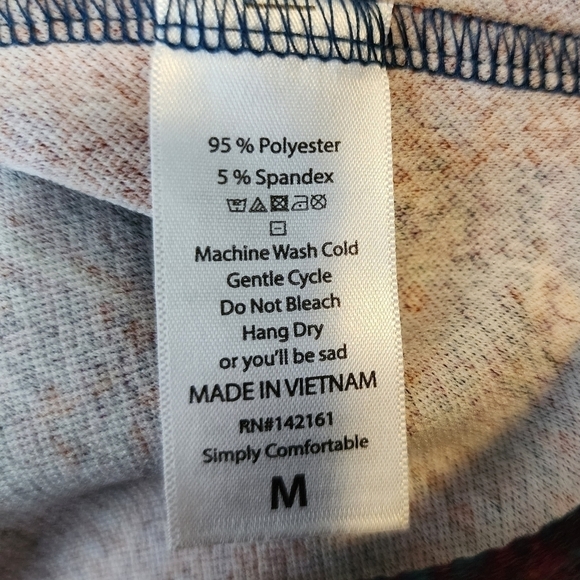 95 % Polyester
5 % Spandex
Machine Wash Cold
Gentle Cycle
Do Not Bleach
Hang Dry
or you'll be sad
MADE IN VIETNAM
RN#142161
Simply Comfortable
M